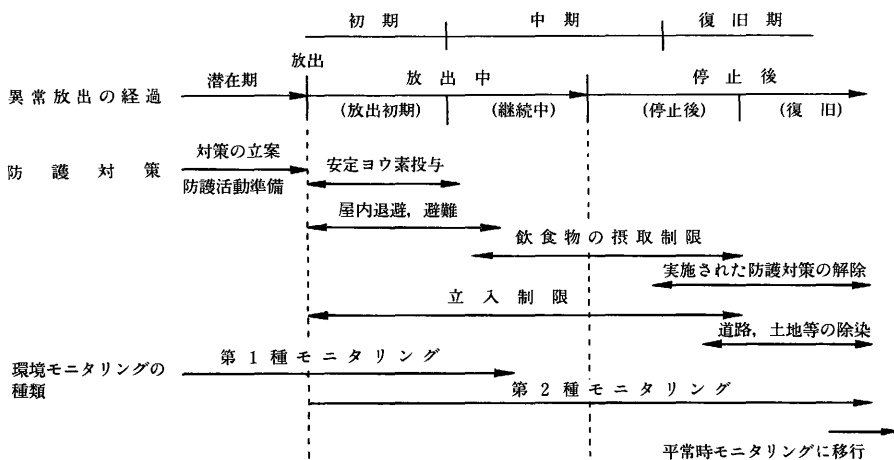 初期 中期 復旧期
放出
異常放出の経過 潜在期 放出中 停止後
(放出初期) (継続中) (停止後) (復旧)
防護対策 対策の立案 安定ヨウ素投与
防護活動準備
屋内退避，避難
飲食物の摂取制限
実施された防護対策の解除
立入制限
道路，土地等の除染
環境モニタリングの 第1種モニタリング
種類
第2種モニタリング
平常時モニタリングに移行